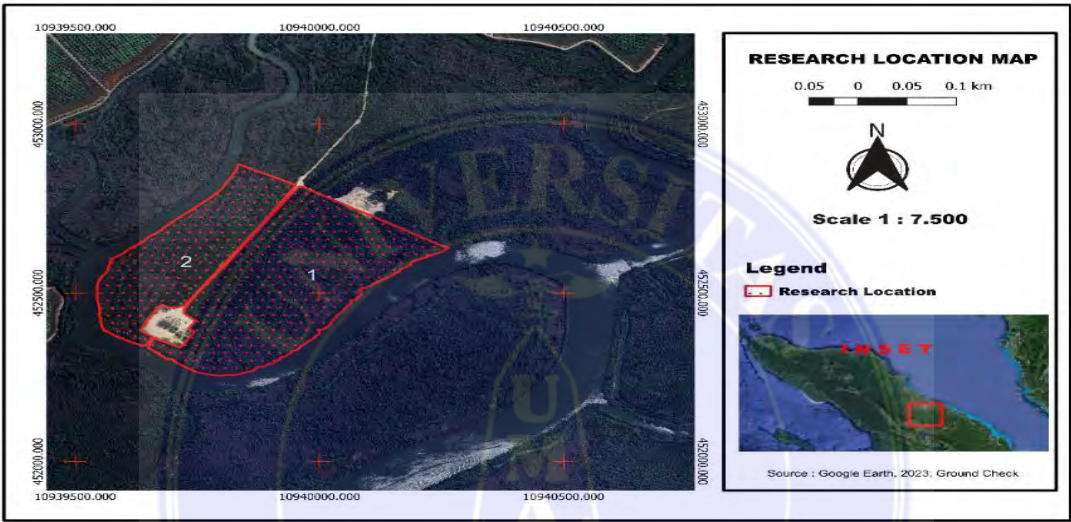 10939500.000 10940000.000 10940500.000
453000.000
453000.000
452500.000
452500.000
452000.000
452000.000
2
1
10939500.000 10940000.000 10940500.000
RESEARCH LOCATION MAP
0.05 0 0.05 0.1 km
N
Scale 1 : 7.500
Legend
Research Location
INSET
Source : Google Earth, 2023, Ground Check
VERSITA
U
M
A